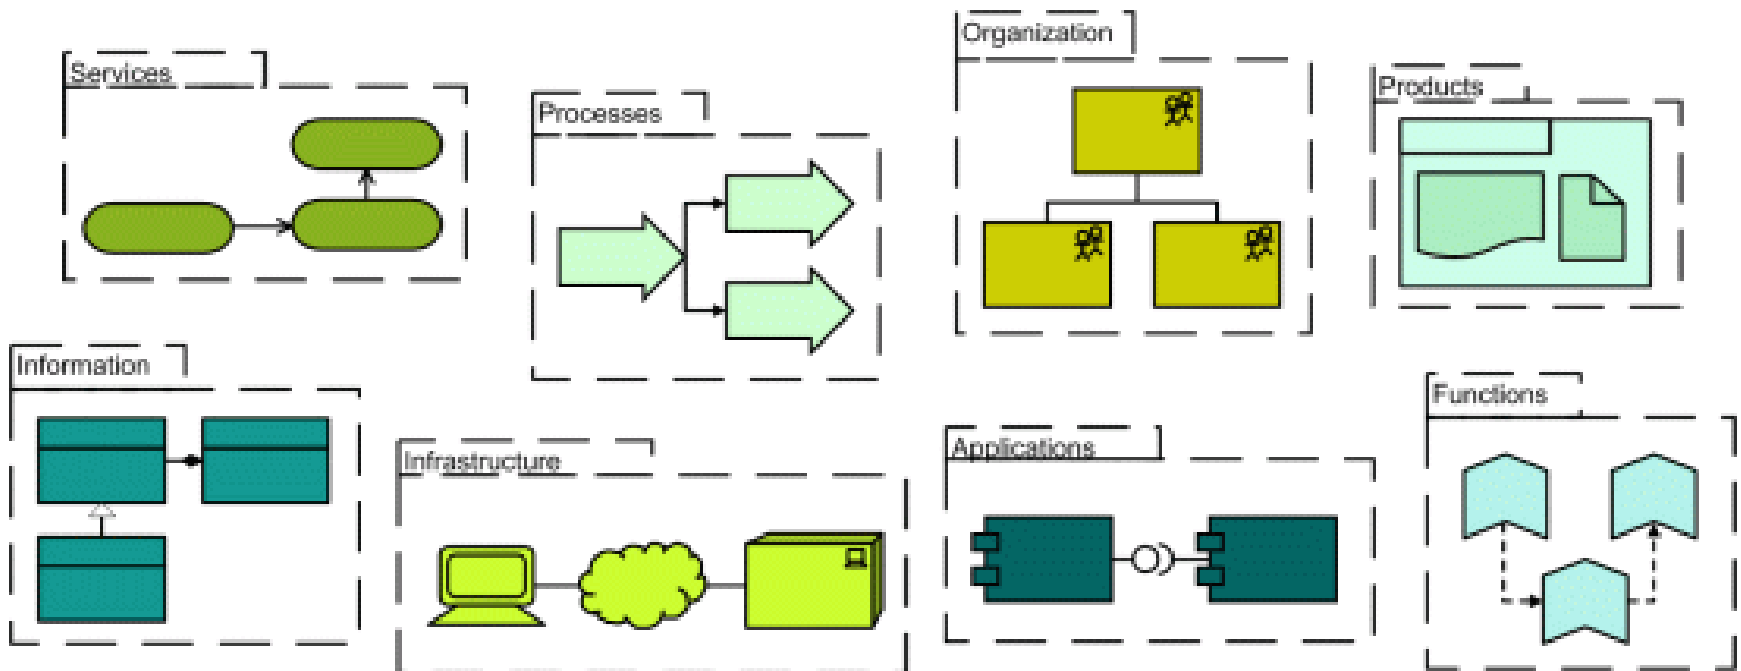 Services
Processes
Organization
Products
Information
Infrastructure
Applications
Functions